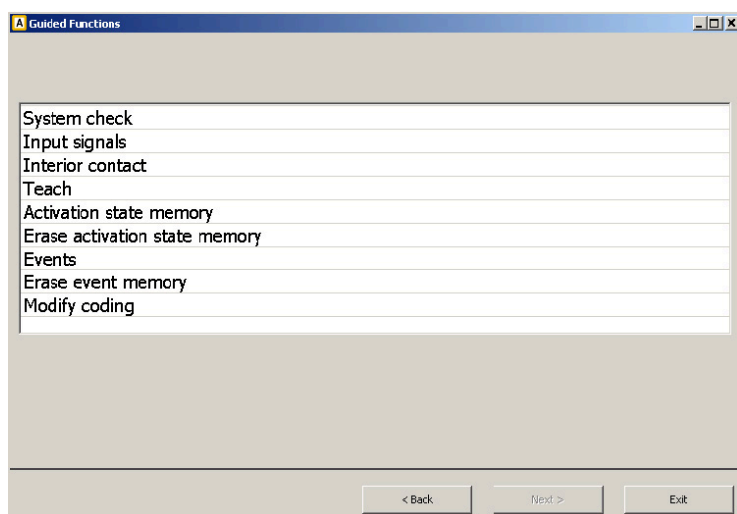 A Guided Functions
System check
Input signals
Interior contact
Teach
Activation state memory
Erase activation state memory
Events
Erase event memory
Modify coding
< Back Next > Exit